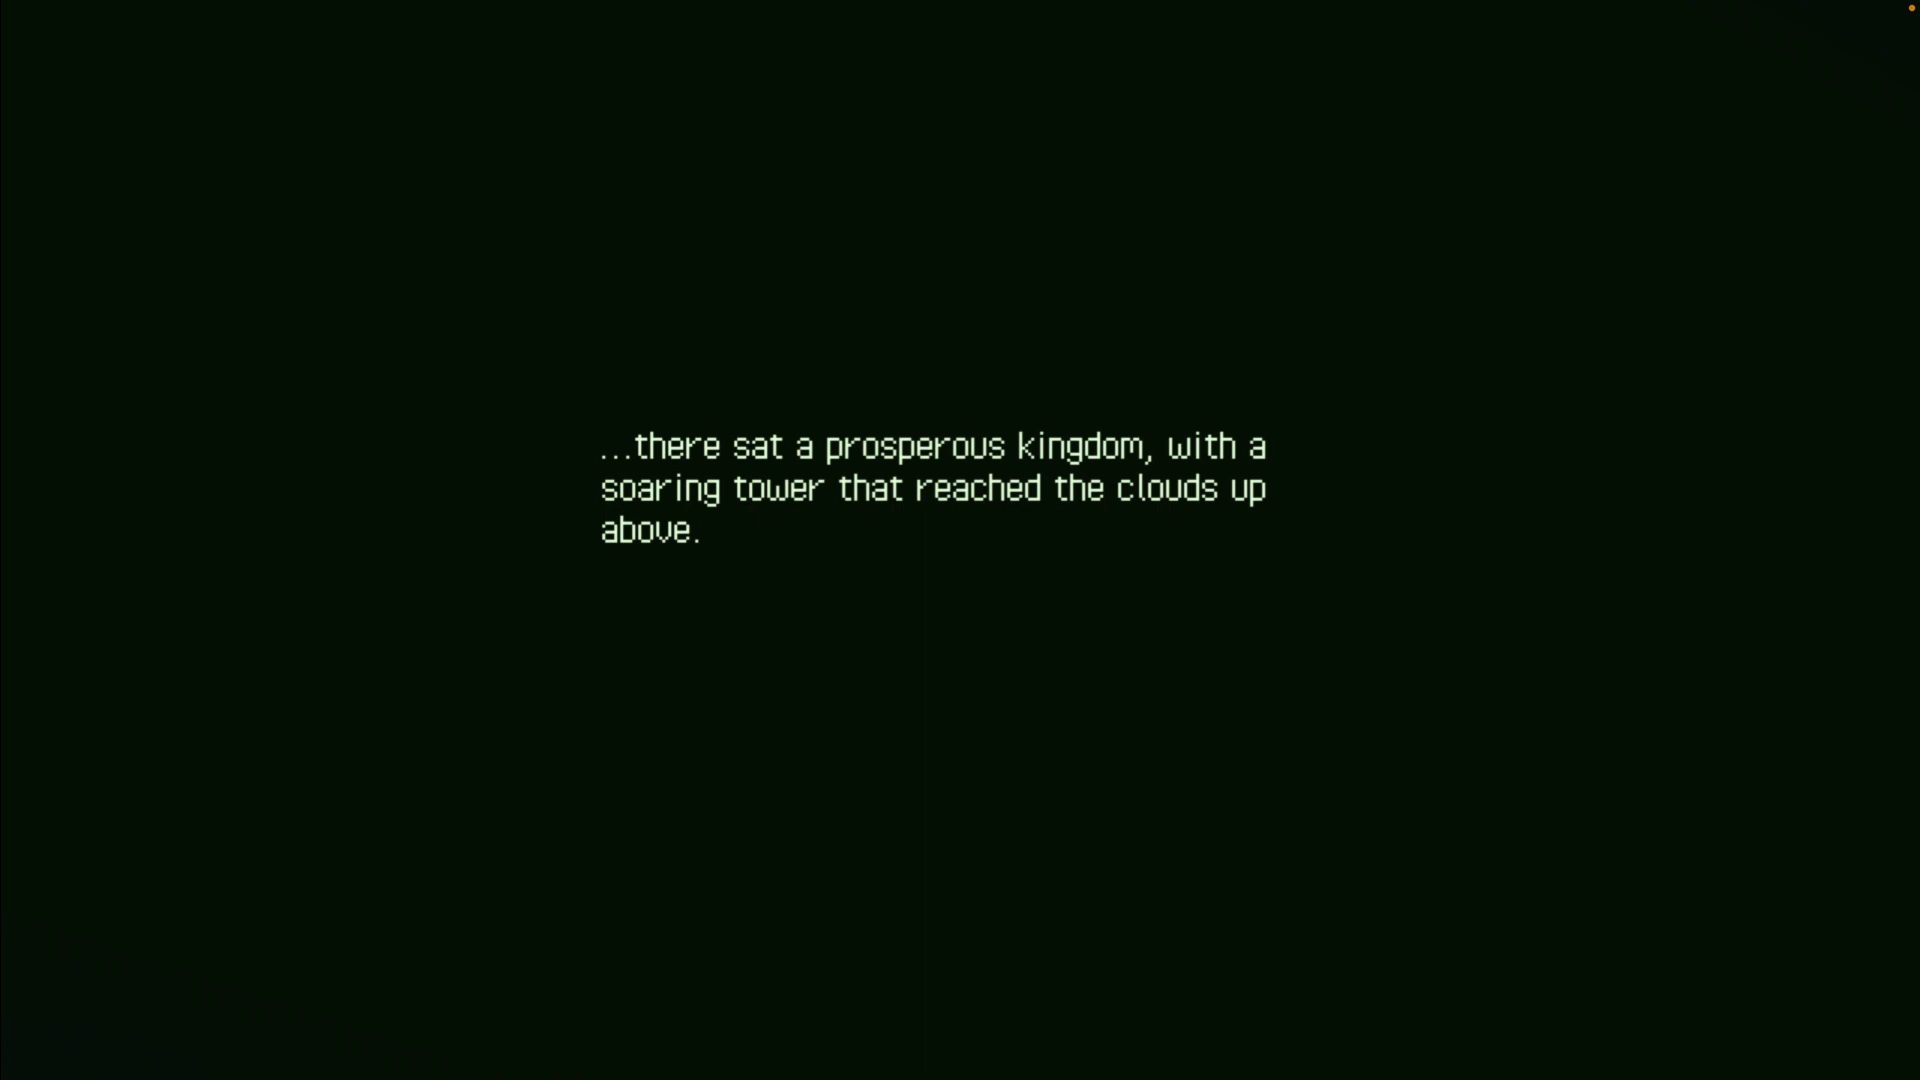 ...there sat a prosperous kingdom, with a
soaring tower that reached the clouds up
above.